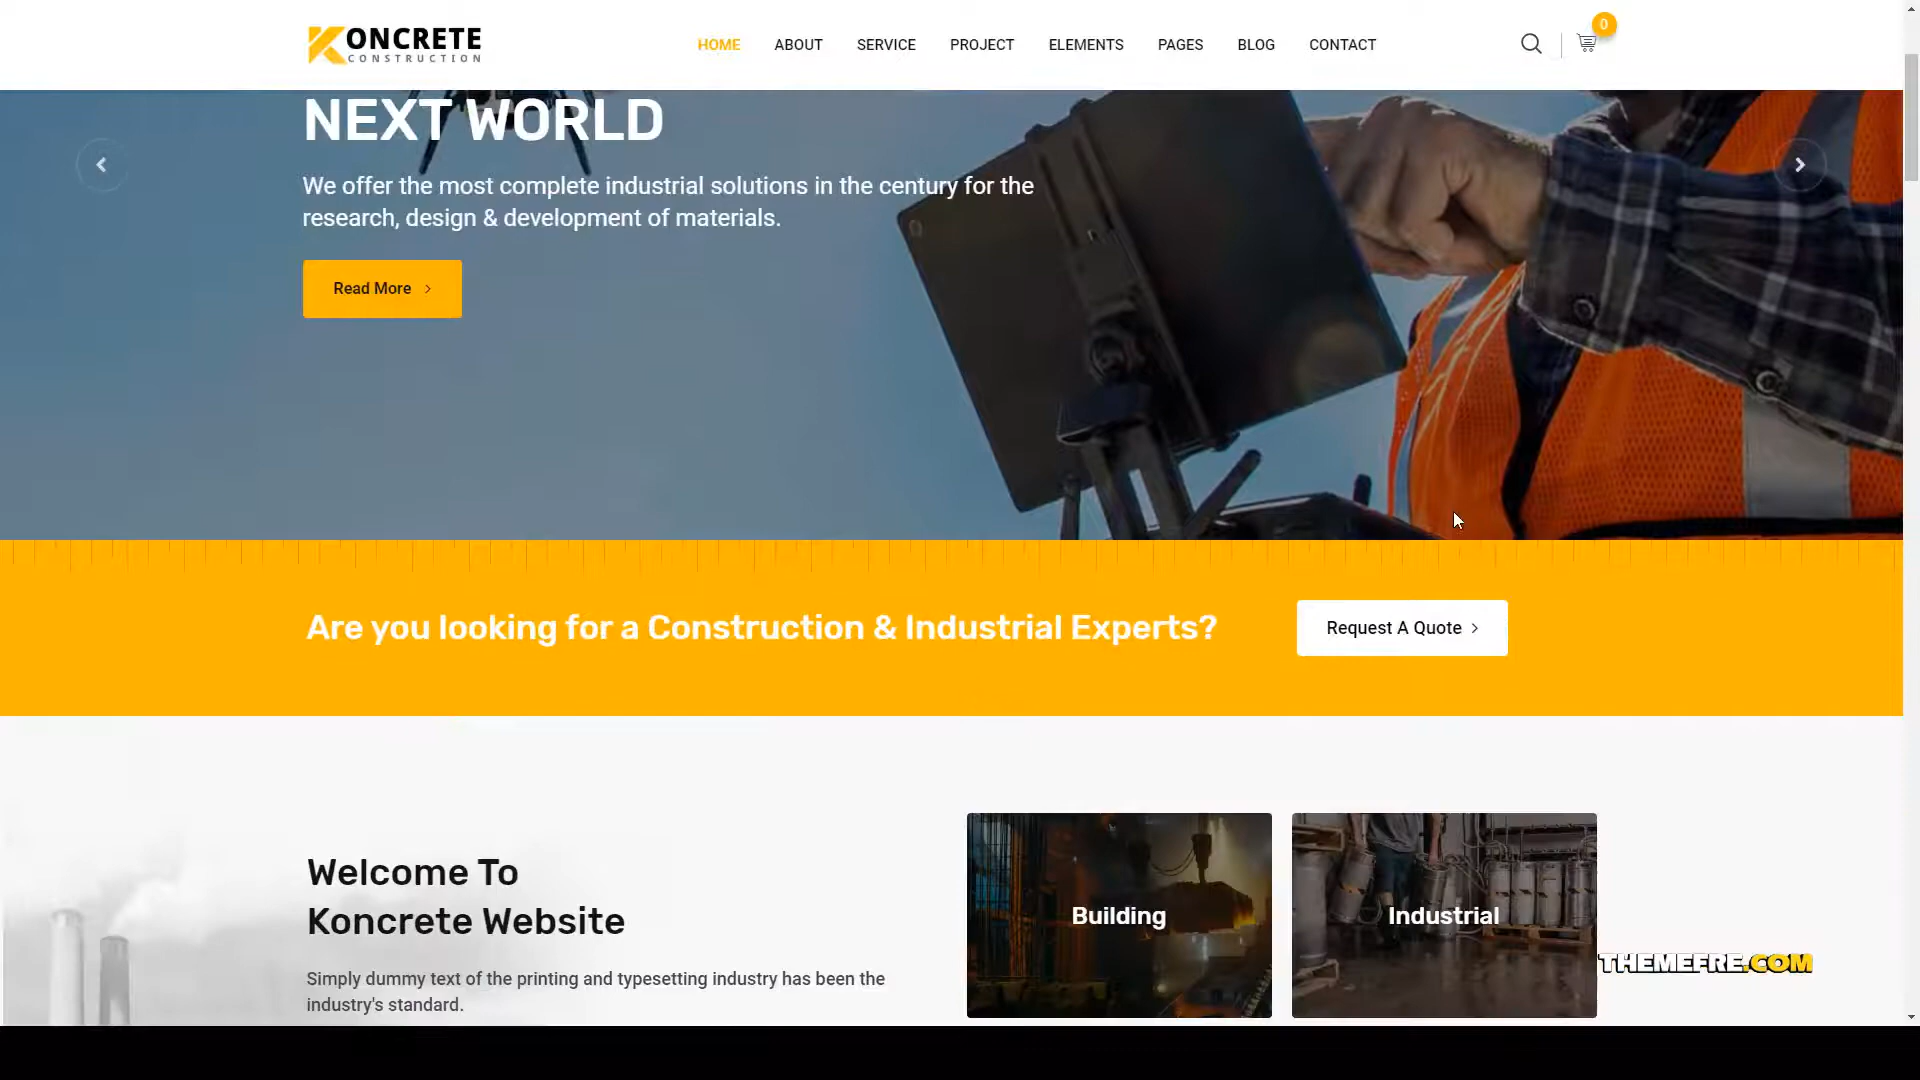 KONCRETE
CONSTRUCTION
HOME ABOUT SERVICE PROJECT ELEMENTS PAGES BLOG CONTACT
0
NEXT WORLD
We offer the most complete industrial solutions in the century for the
research, design & development of materials.
Read More
Are you looking for a Construction & Industrial Experts?
Request A Quote
Welcome To
Koncrete Website
Simply dummy text of the printing and typesetting industry has been the
industry's standard.
Building
Industrial
THEMEFRE.COM